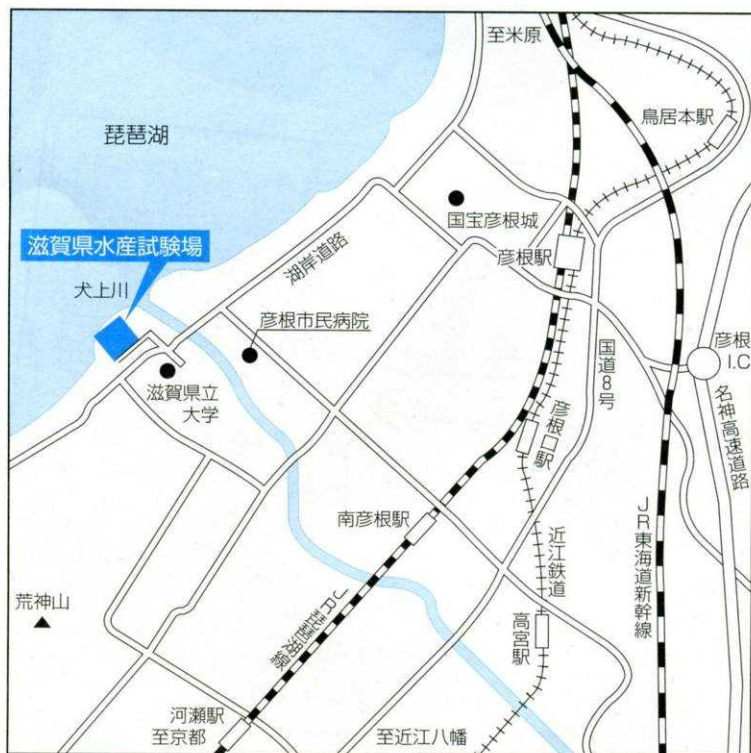 至米原
鳥居本駅
琵琶湖
国宝彦根城
滋賀県水産試験場
湖岸道路
彦根駅
犬上川
彦根市民病院
国道8号
彦根
I.C
滋賀県立
大学
名神高速道路
彦根口駅
南彦根駅
近江鉄道
JR東海道新幹線
荒神山
JR琵琶湖線
高宮駅
河瀬駅
至京都
至近江八幡